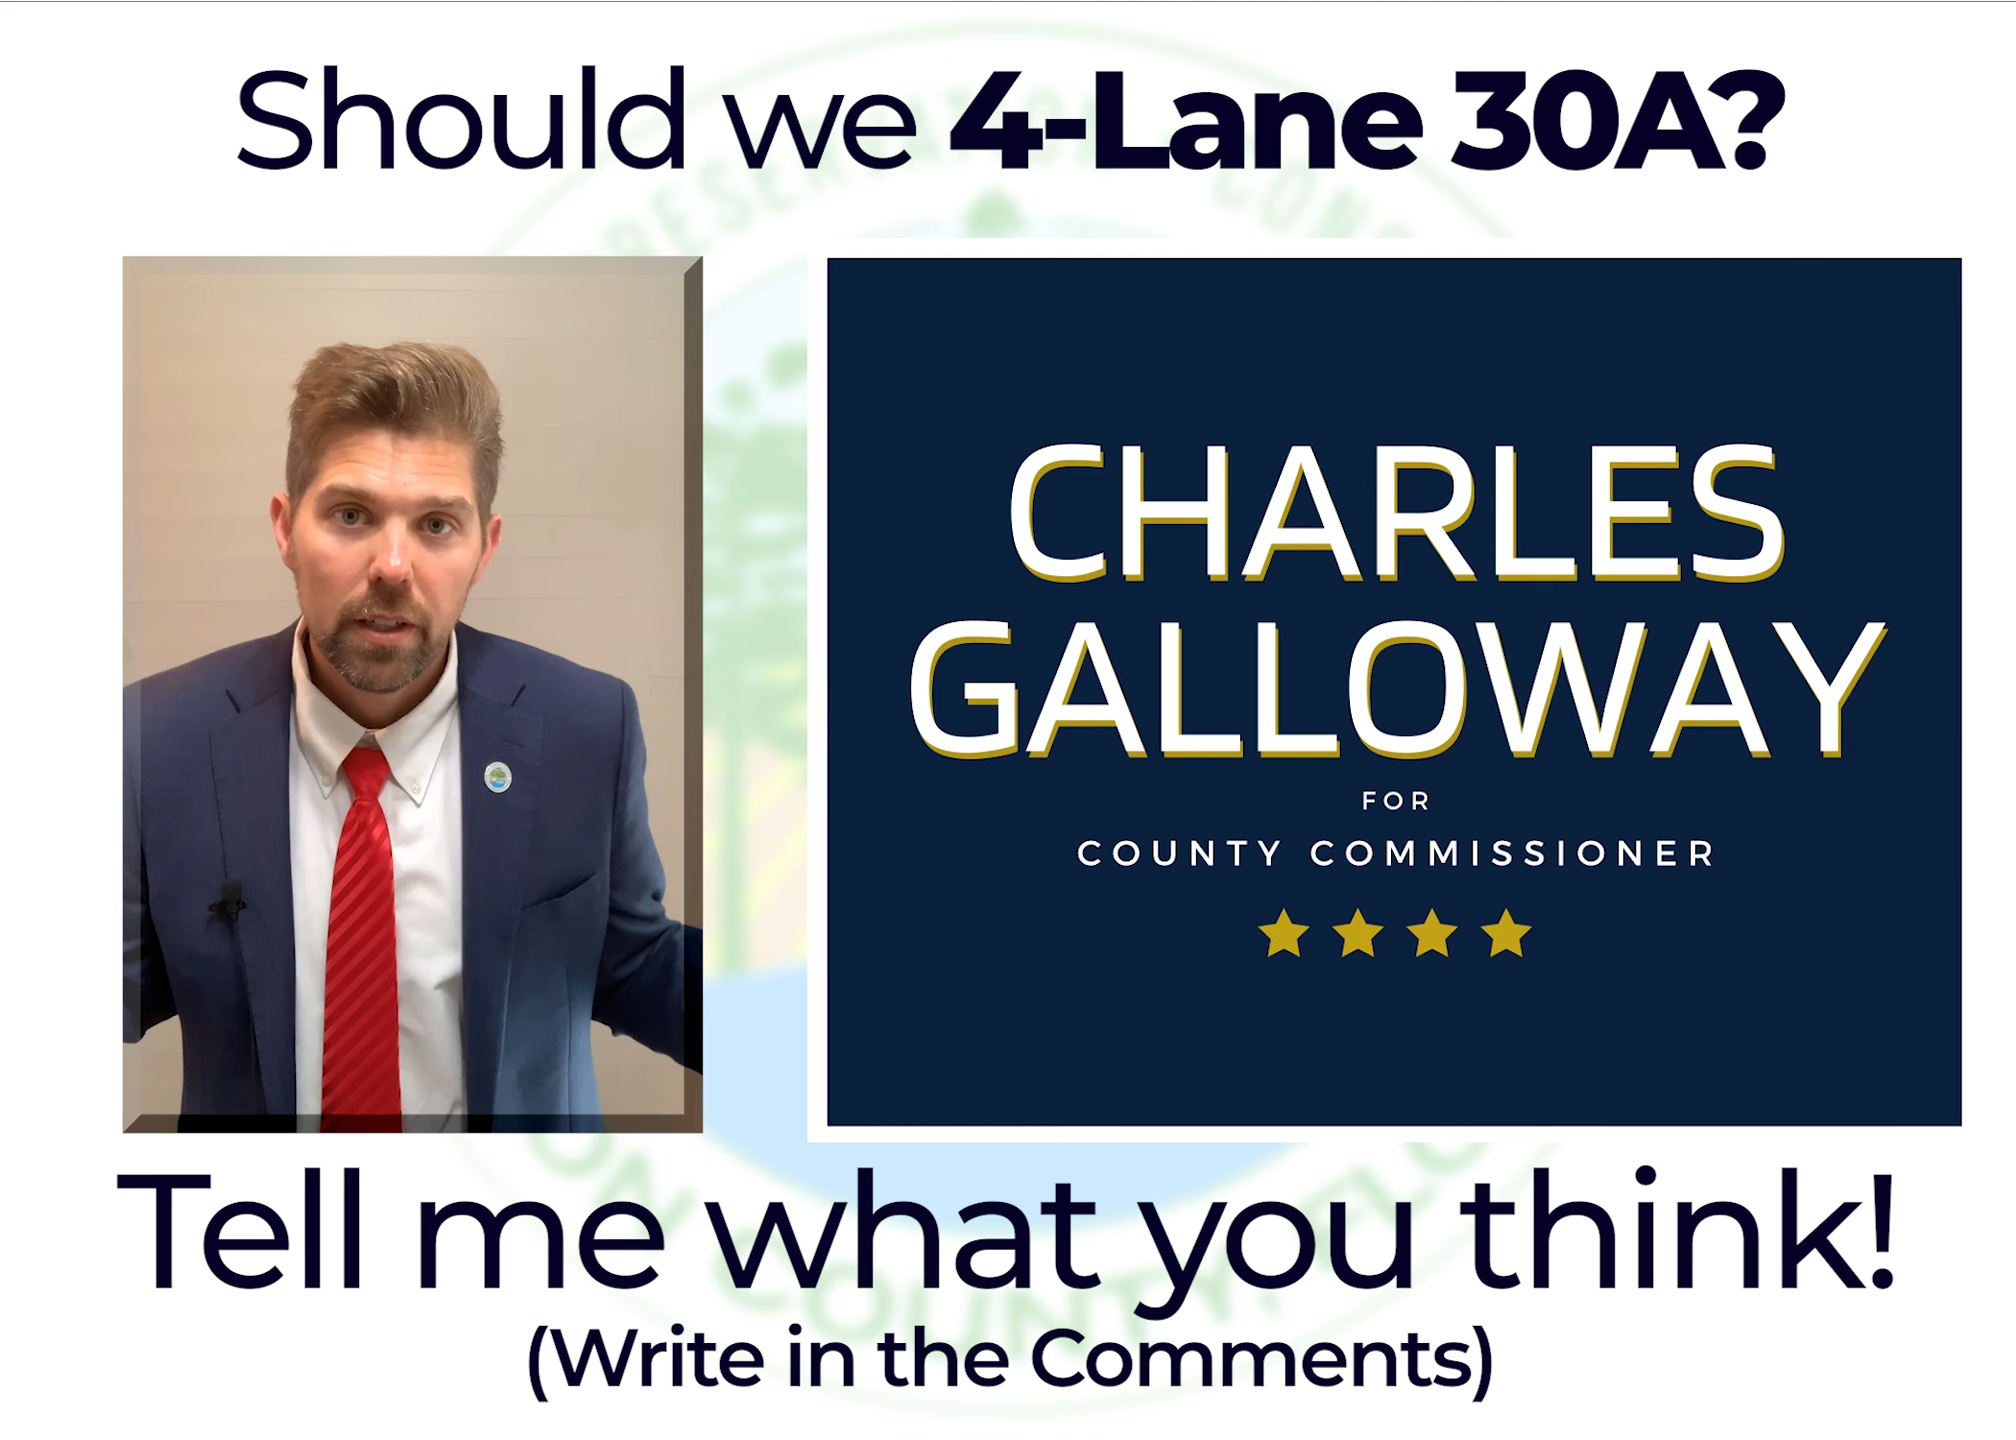 Should we 4-Lane 30A?
CHARLES
GALLOWAY
FOR
COUNTY COMMISSIONER
Tell me what you think!
(Write in the Comments)